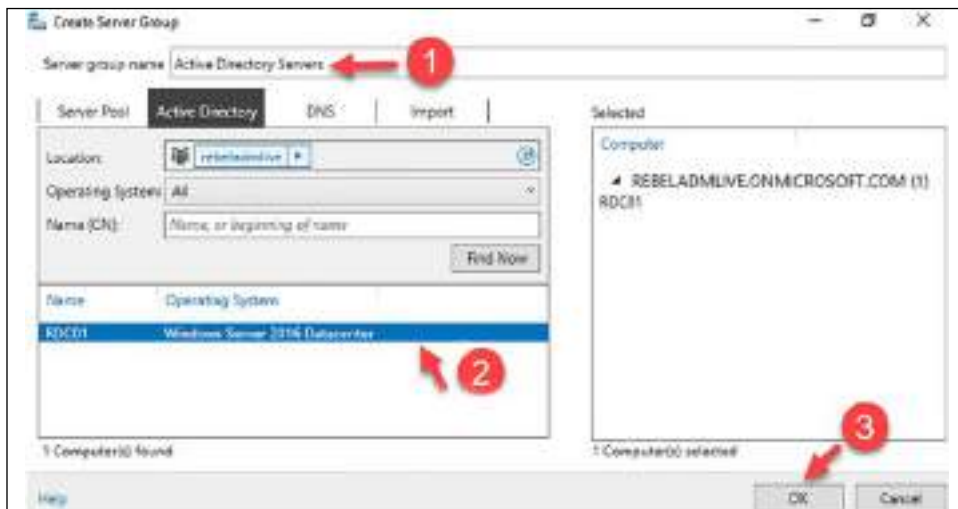 Create Server Group
Server group name Active Directory Servers
1
Server Pool Active Directory DNS Import
Location: rebeladmlive
Operating System: All
Name (CN): Name, or beginning of name
Find Now
Name Operating System
RDC01 Windows Server 2016 Datacenter
2
1 Computer(s) found
Selected
Computer
REBELADMLIVE.ONMICROSOFT.COM (1)
RDC01
1 Computer(s) selected
3
Help
OK Cancel